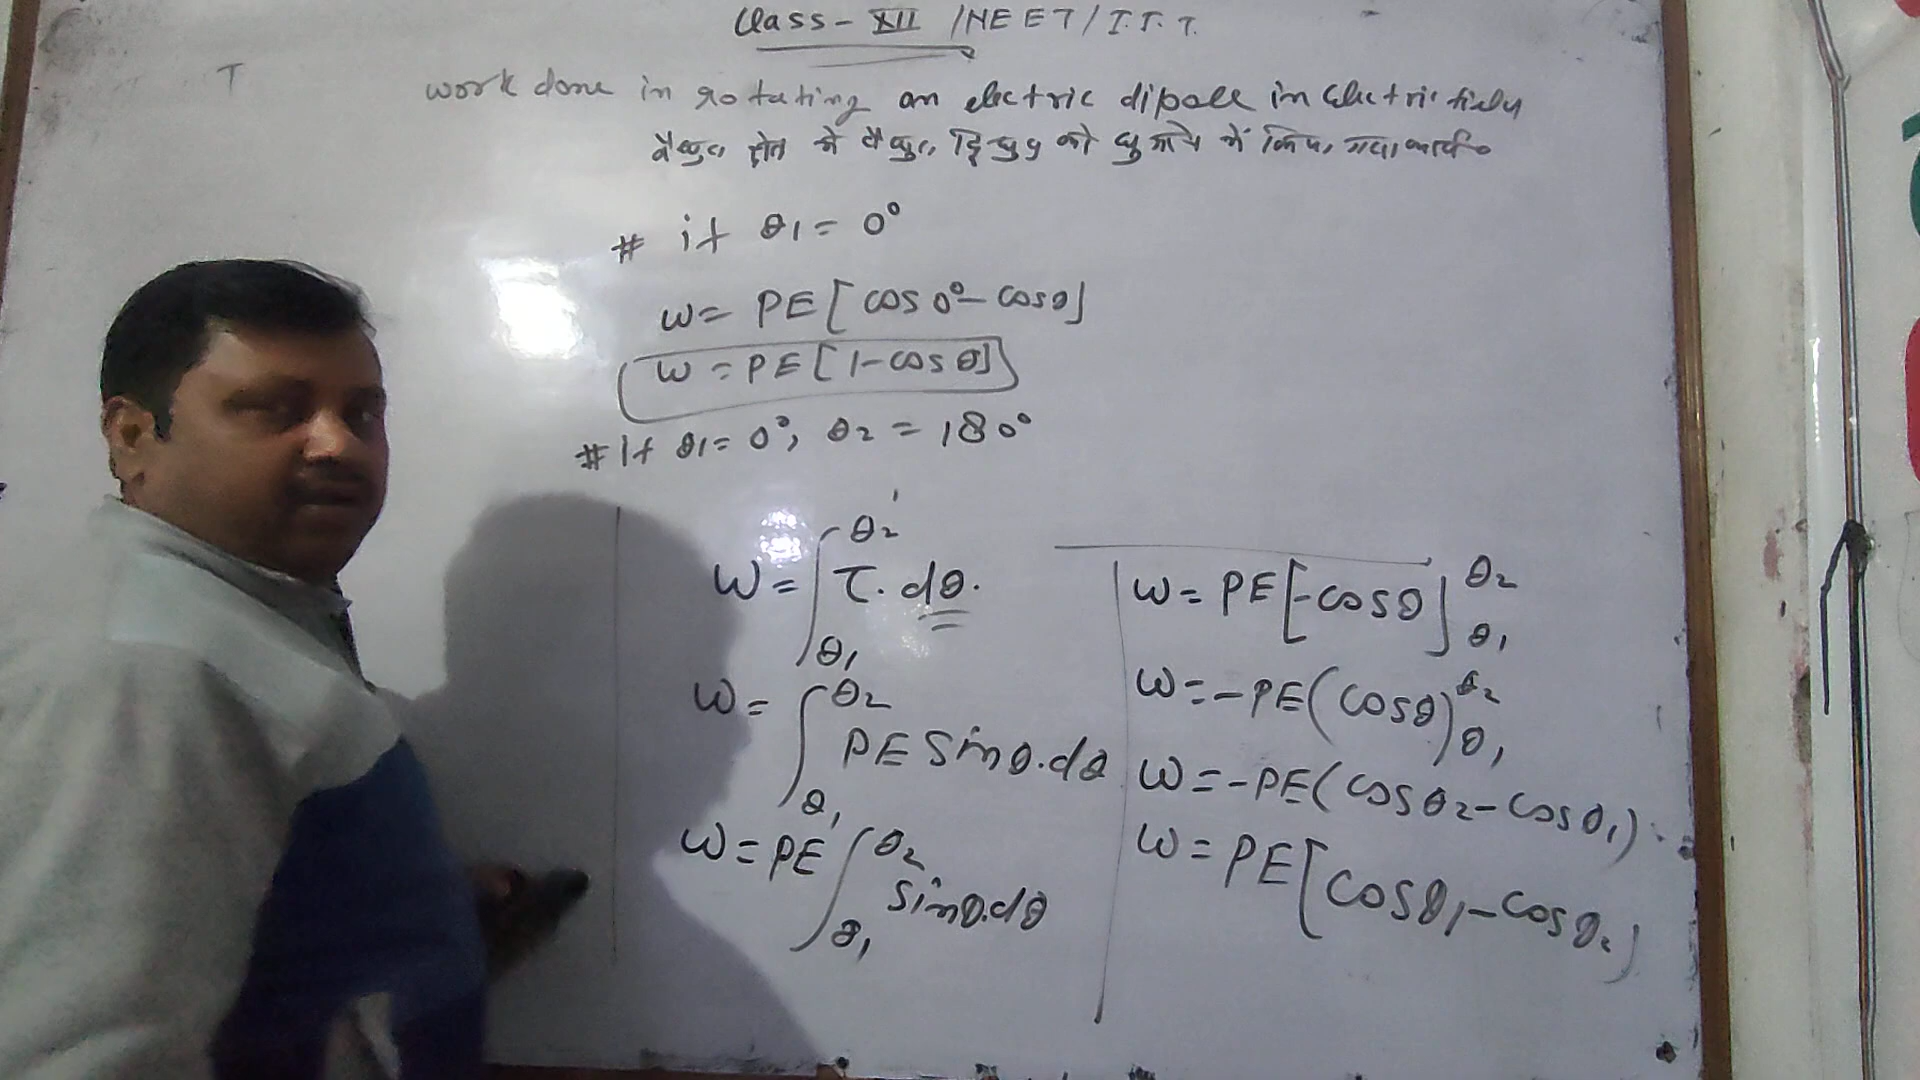 Class - XII / NEET / I.I.T.
T
work done in rotating an electric dipole in Electric field
वैद्युत क्षेत्र में वैद्युत द्विध्रुव को घुमाने में किया गया कार्य०
# if θ1 = 0°
W = PE [ cos 0° - cosθ ]
W = PE [ 1 - cos θ ]
# If θ1 = 0°, θ2 = 180°
W = ∫θ1^θ2 τ. dθ.
W = ∫θ1^θ2 PE Sinθ.dθ
W = PE ∫θ1^θ2 Sinθ.dθ
W = PE [-cosθ]θ1^θ2
W = -PE (cosθ)θ1^θ2
W = -PE ( cosθ2 - cosθ1 )
W = PE [ cosθ1 - cosθ2 ]